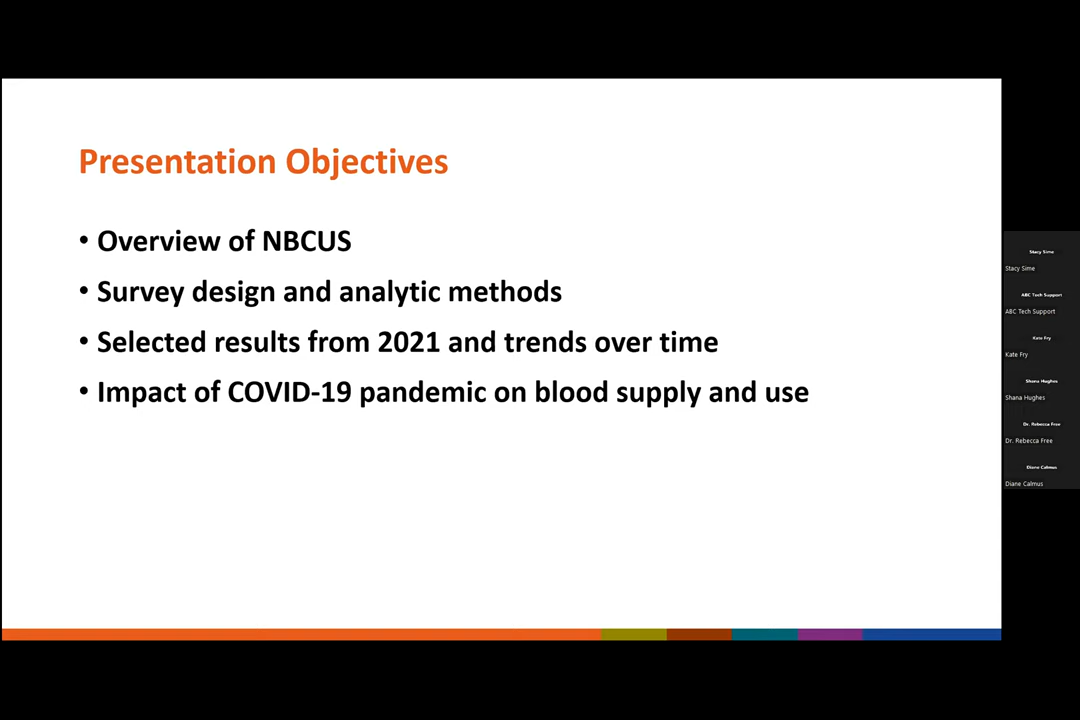 Presentation Objectives
• Overview of NBCUS
• Survey design and analytic methods
• Selected results from 2021 and trends over time
• Impact of COVID-19 pandemic on blood supply and use
Stacy Sime
Stacy Sime
ABC Tech Support
ABC Tech Support
Kate Fry
Kate Fry
Shana Hughes
Shana Hughes
Dr. Rebecca Free
Dr. Rebecca Free
Diane Calmus
Diane Calmus